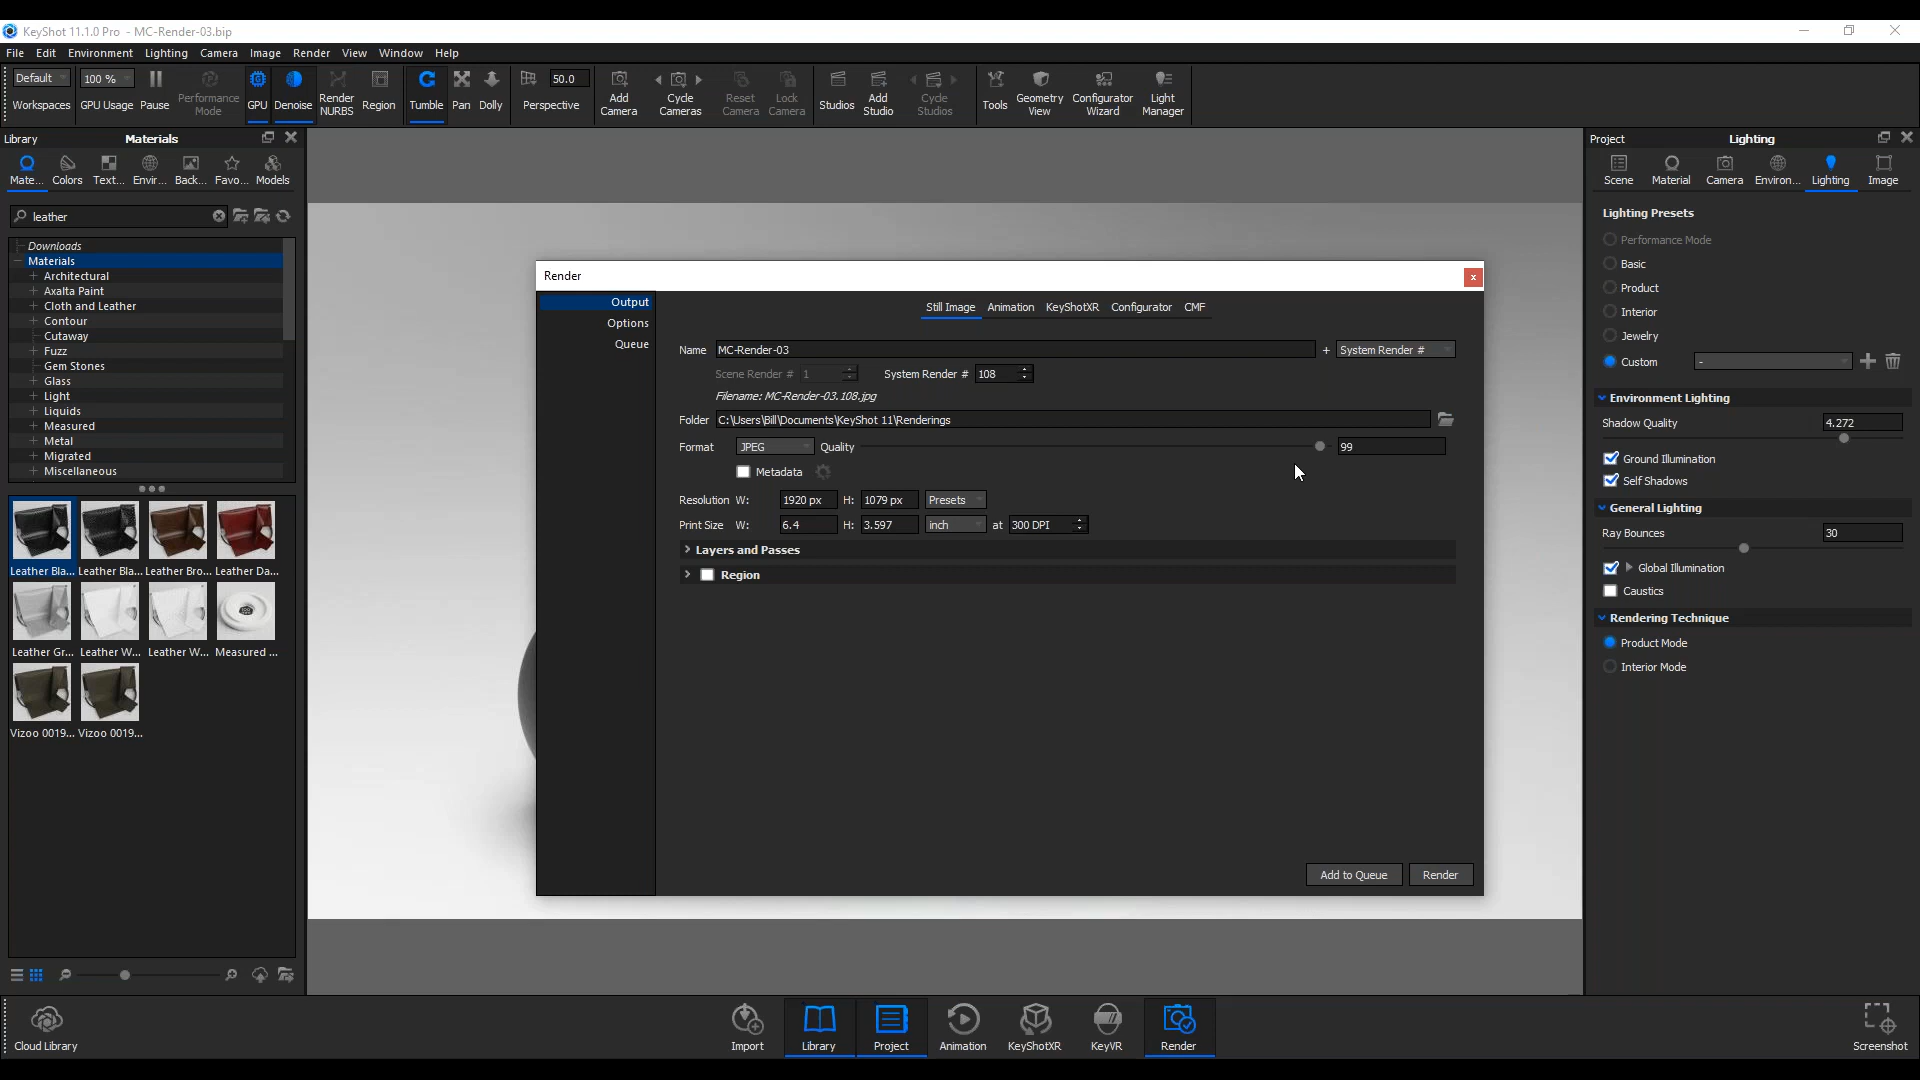 KeyShot 11.1.0 Pro - MC-Render-03.bip
File Edit Environment Lighting Camera Image Render View Window Help
Default 100 % 50.0
Workspaces GPU Usage Pause Performance Mode GPU Denoise Render NURBS Region Tumble Pan Dolly Perspective Add Camera Cycle Cameras Reset Camera Lock Camera Studios Add Studio Cycle Studios Tools Geometry View Configurator Wizard Light Manager
Library Materials
Mate... Colors Text... Envir... Back... Favo... Models
leather
Downloads
Materials
Architectural
Axalta Paint
Cloth and Leather
Contour
Cutaway
Fuzz
Gem Stones
Glass
Light
Liquids
Measured
Metal
Migrated
Miscellaneous
Leather Bla... Leather Bla... Leather Bro... Leather Da...
Leather Gr... Leather W... Leather W... Measured ...
Vizoo 0019... Vizoo 0019...
Render
Output
Options
Queue
Still Image Animation KeyShotXR Configurator CMF
Name MC-Render-03 + System Render #
Scene Render # 1 System Render # 108
Filename: MC-Render-03.108.jpg
Folder C:\Users\Bill\Documents\KeyShot 11\Renderings
Format JPEG Quality 99
Metadata
Resolution W: 1920 px H: 1079 px Presets
Print Size W: 6.4 H: 3.597 inch at 300 DPI
Layers and Passes
Region
Add to Queue Render
Project Lighting
Scene Material Camera Environ... Lighting Image
Lighting Presets
Performance Mode
Basic
Product
Interior
Jewelry
Custom -
Environment Lighting
Shadow Quality 4.272
Ground Illumination
Self Shadows
General Lighting
Ray Bounces 30
Global Illumination
Caustics
Rendering Technique
Product Mode
Interior Mode
Cloud Library Import Library Project Animation KeyShotXR KeyVR Render Screenshot